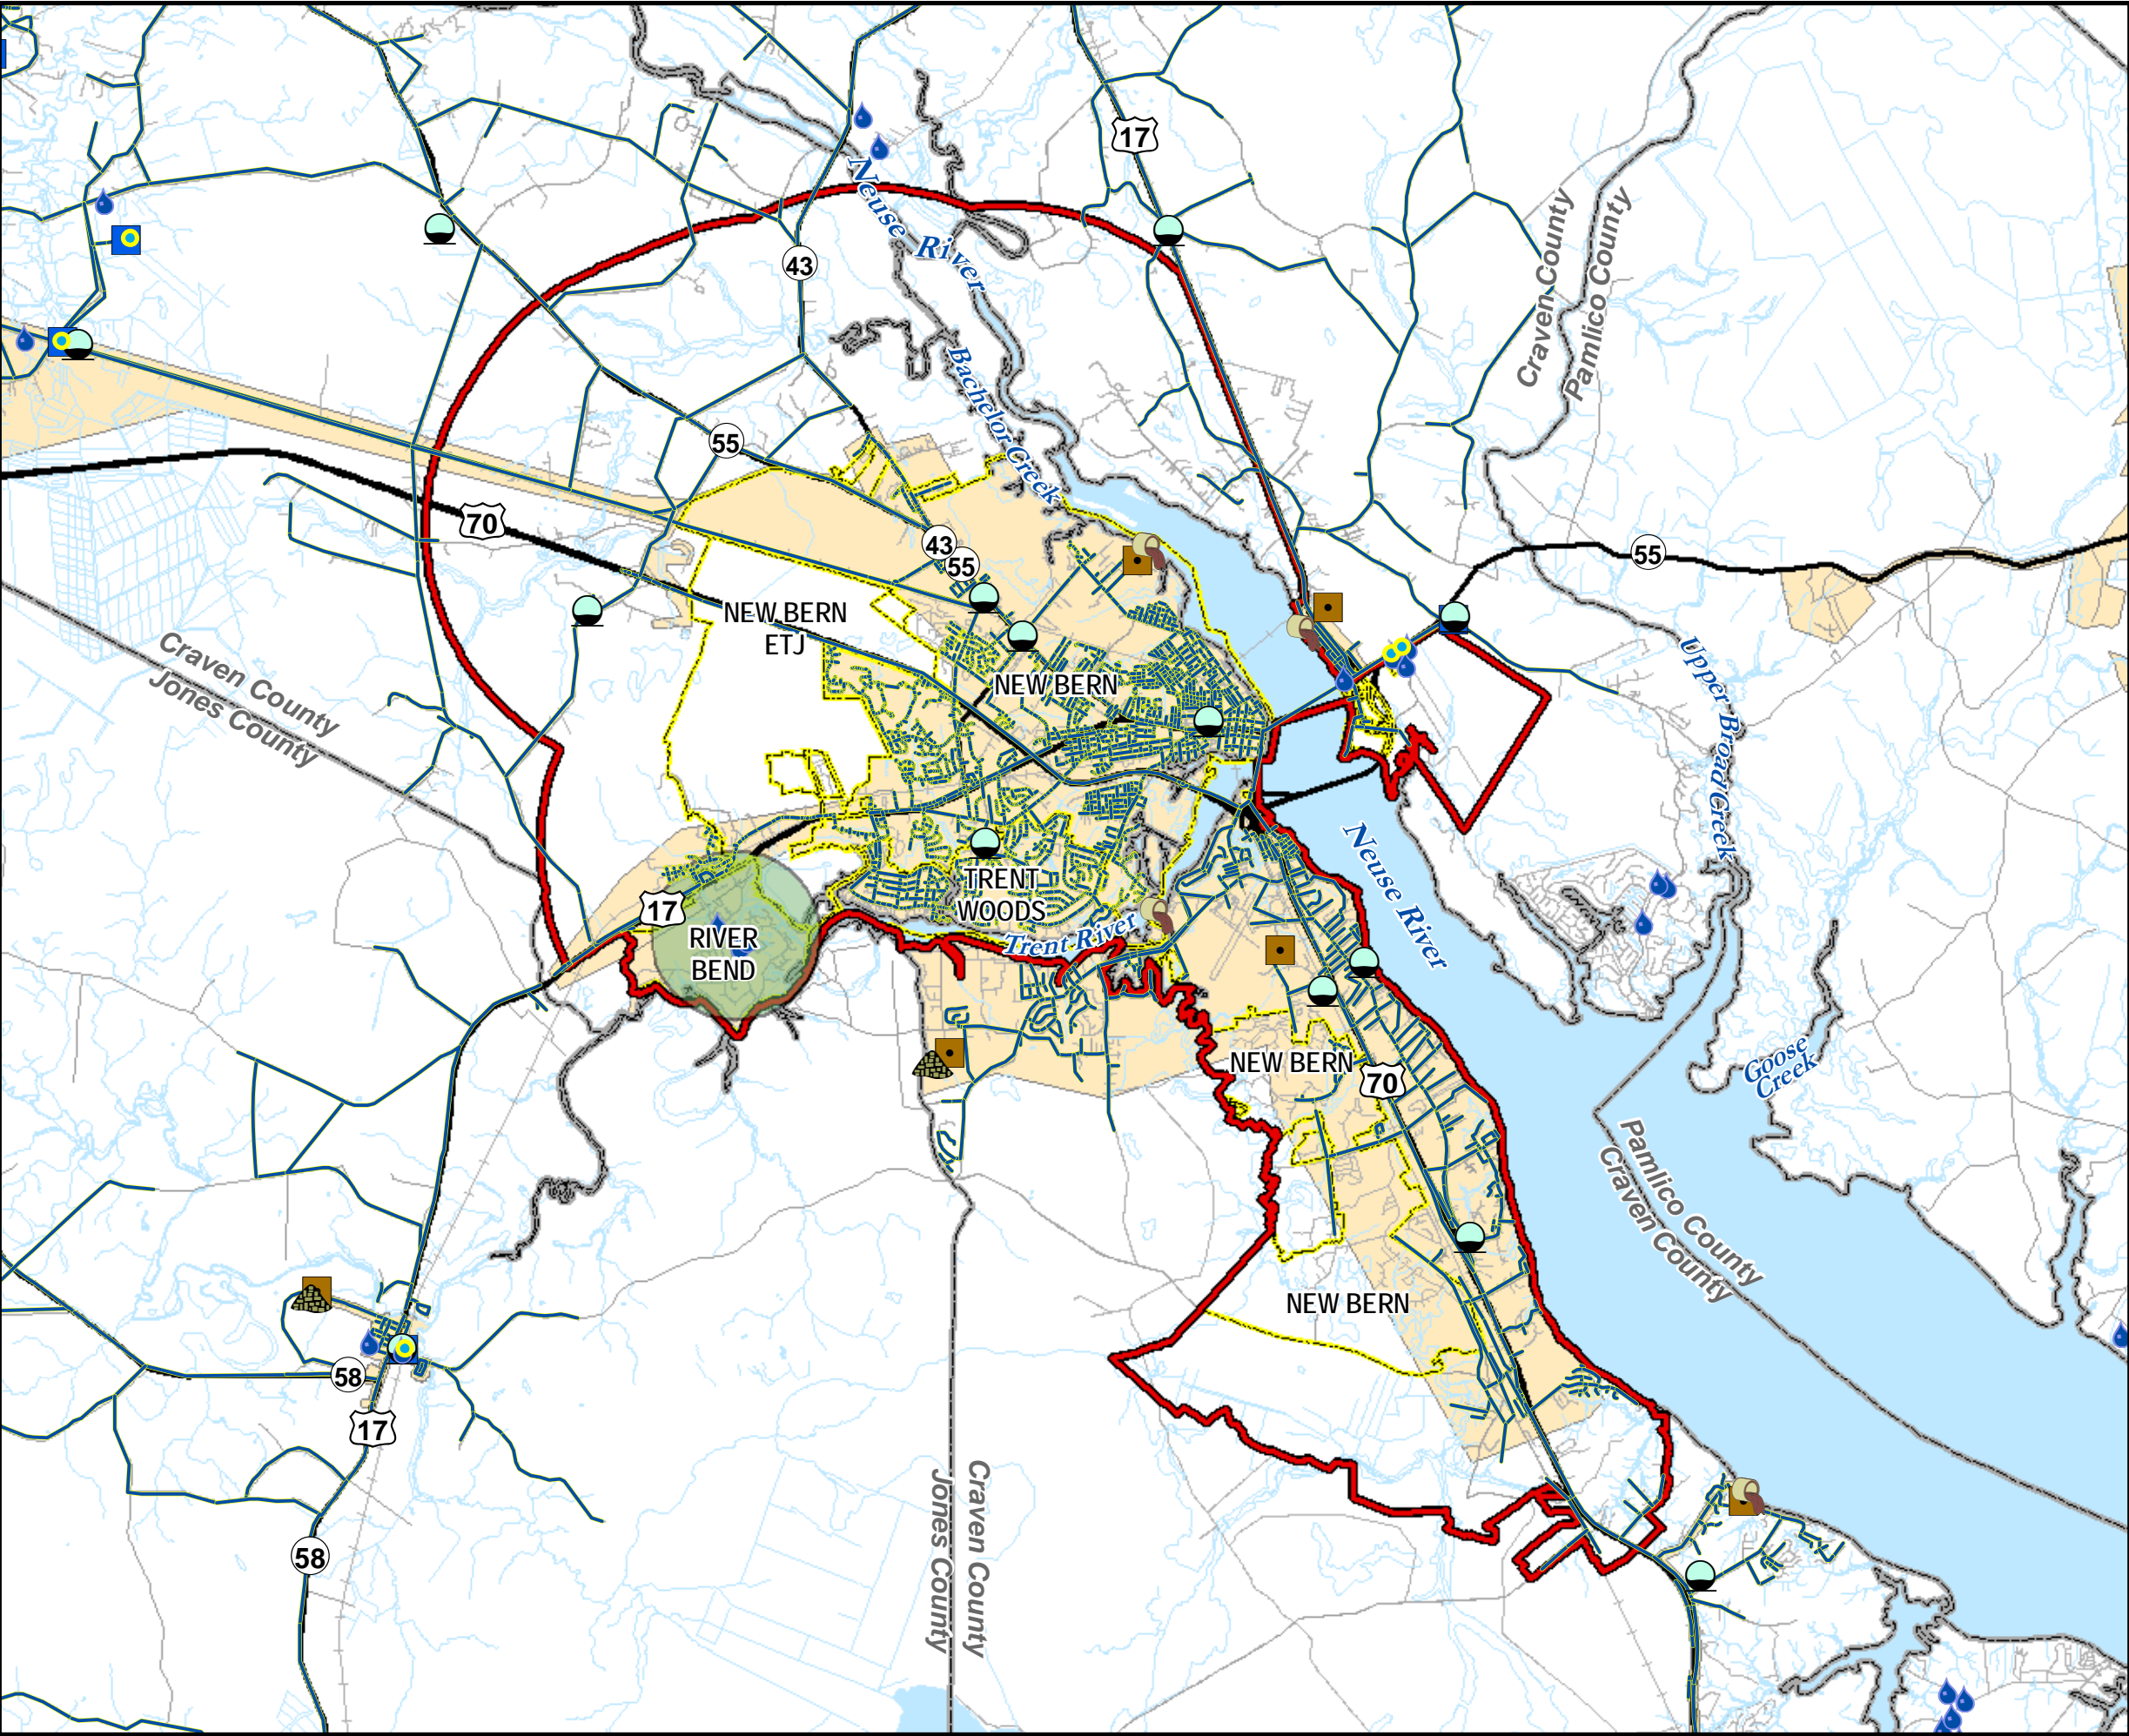 17
Neuse River
43
Craven County
Pamlico County
Bachelor Creek
55
70
43
55
55
NEW BERN
ETJ
NEW BERN
Craven County
Jones County
Upper Broad Creek
Neuse River
TRENT
WOODS
17
RIVER
BEND
Trent River
NEW BERN
70
Goose
Creek
Pamlico County
Craven County
NEW BERN
58
17
Craven County
Jones County
58